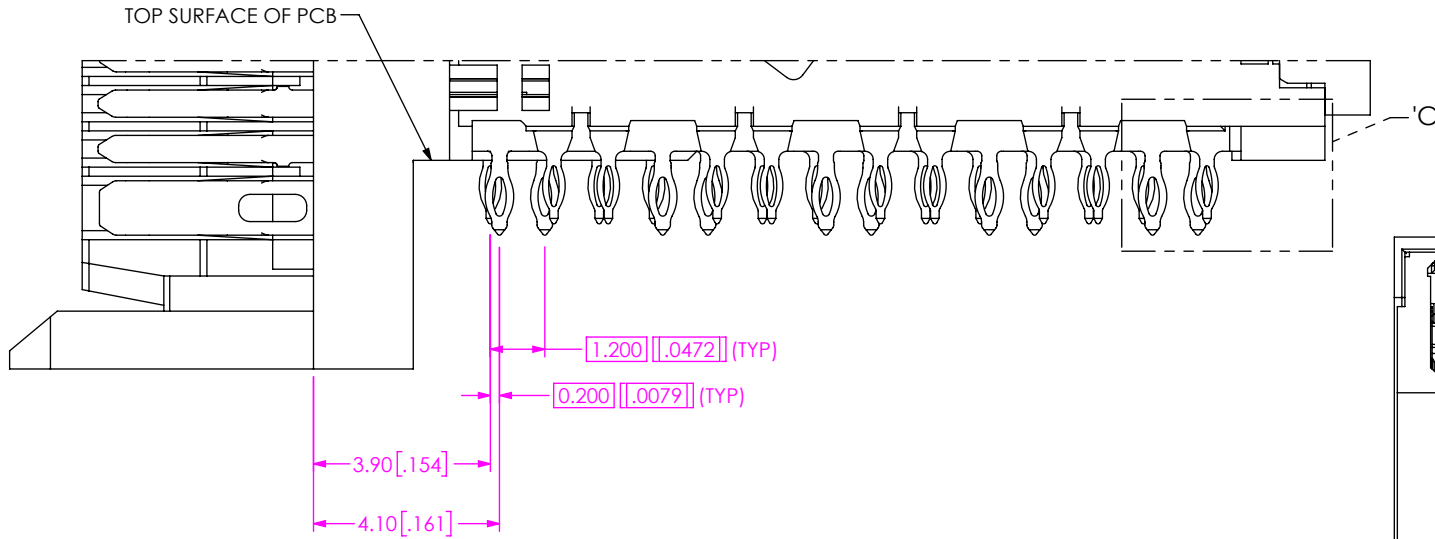 TOP SURFACE OF PCB
'C
1.200 [.0472] (TYP)
0.200 [.0079] (TYP)
3.90[.154]
4.10[.161]